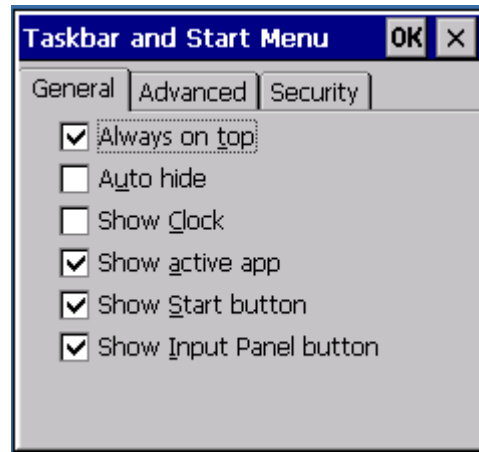 Taskbar and Start Menu OK ×
General Advanced Security
Always on top
Auto hide
Show Clock
Show active app
Show Start button
Show Input Panel button